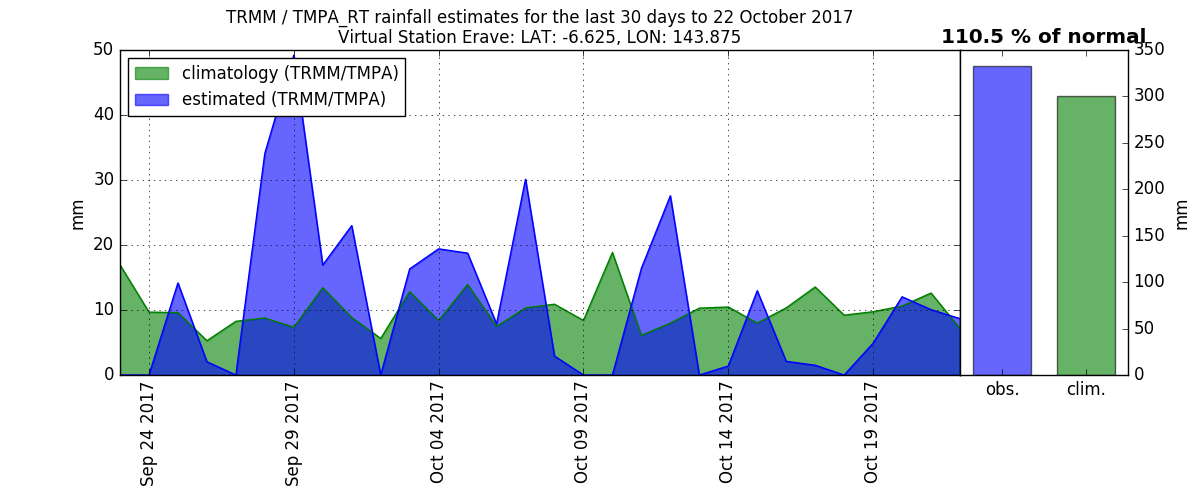 TRMM / TMPA_RT rainfall estimates for the last 30 days to 22 October 2017
Virtual Station Erave: LAT: -6.625, LON: 143.875
110.5 % of normal
climatology (TRMM/TMPA)
estimated (TRMM/TMPA)
50
40
30
20
10
0
mm
Sep 24 2017
Sep 29 2017
Oct 04 2017
Oct 09 2017
Oct 14 2017
Oct 19 2017
obs.
clim.
350
300
250
200
150
100
50
0
mm